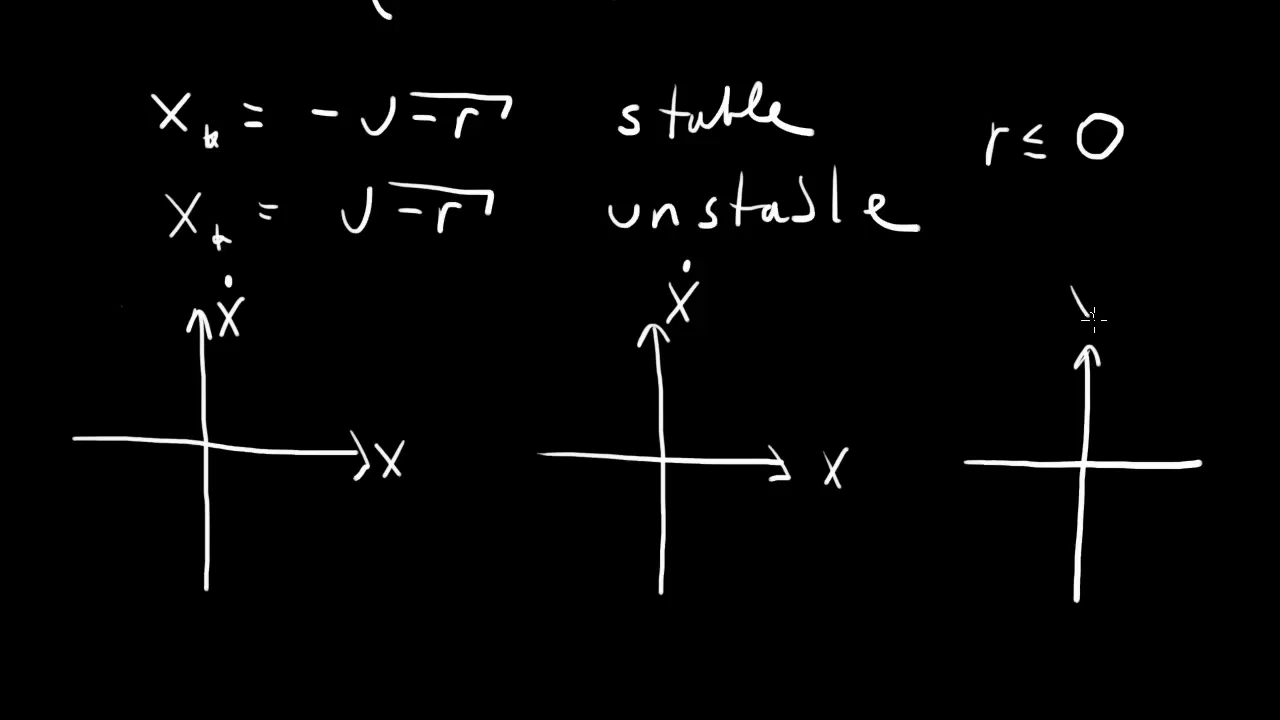 x* = -√-r stable r ≤ 0
x* = √-r unstable
ẋ ẋ
x x